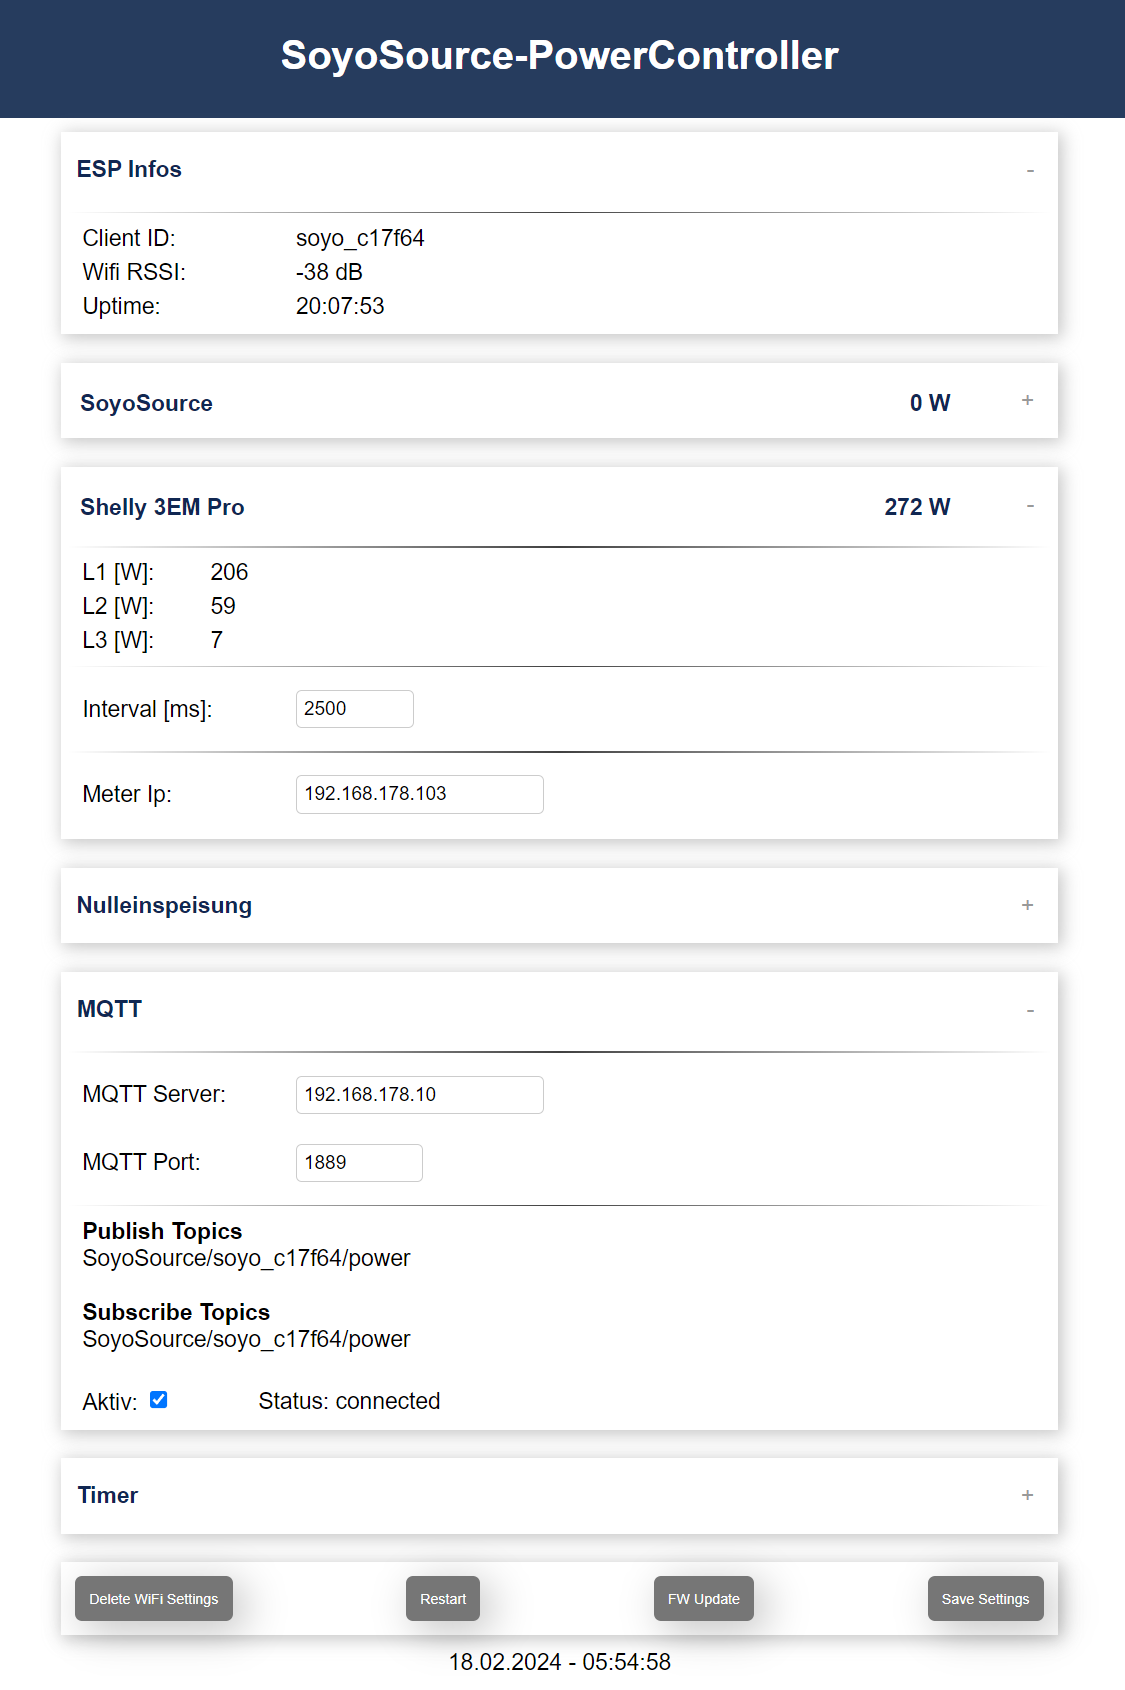 SoyoSource-PowerController
ESP Infos -
Client ID: soyo_c17f64
Wifi RSSI: -38 dB
Uptime: 20:07:53
SoyoSource 0 W +
Shelly 3EM Pro 272 W -
L1 [W]: 206
L2 [W]: 59
L3 [W]: 7
Interval [ms]: 2500
Meter Ip: 192.168.178.103
Nulleinspeisung +
MQTT -
MQTT Server: 192.168.178.10
MQTT Port: 1889
Publish Topics
SoyoSource/soyo_c17f64/power
Subscribe Topics
SoyoSource/soyo_c17f64/power
Aktiv: Status: connected
Timer +
Delete WiFi Settings Restart FW Update Save Settings
18.02.2024 - 05:54:58